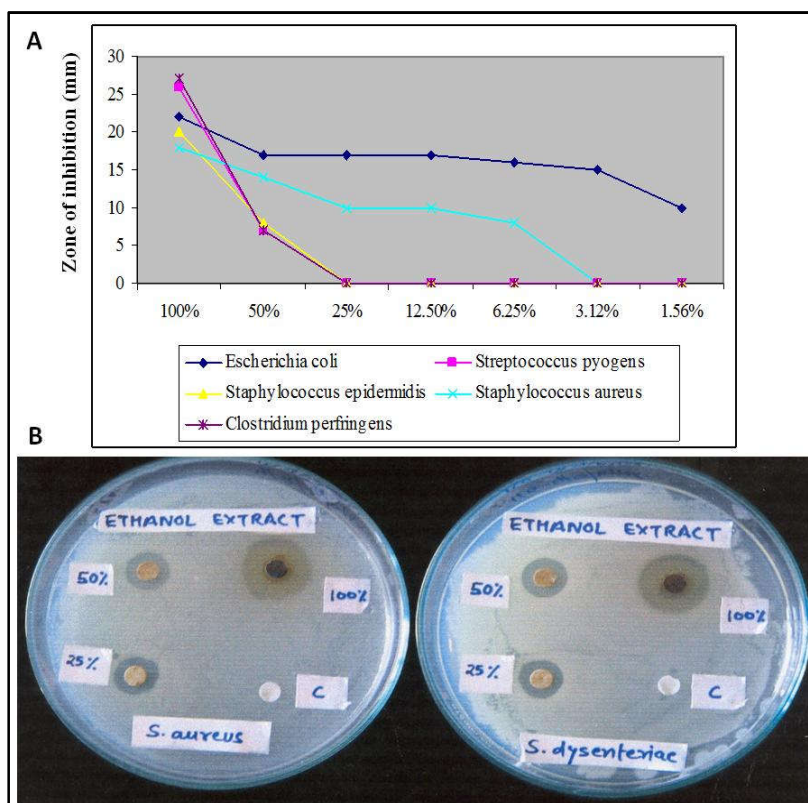 A
Zone of inhibition (mm)
30
25
20
15
10
5
0
100% 50% 25% 12.50% 6.25% 3.12% 1.56%
Escherichia coli Streptococcus pyogens
Staphylococcus epidermidis Staphylococcus aureus
Clostridium perfringens
B
ETHANOL EXTRACT
50%
100%
25%
C
S. aureus
ETHANOL EXTRACT
50%
100%
25%
C
S. dysenteriae